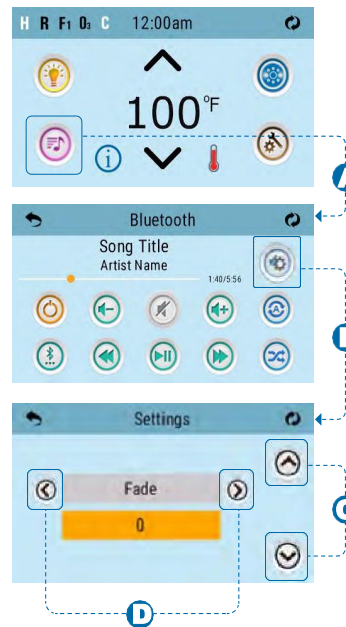 H R F1 O3 C 12:00am
100°F
i
A
Bluetooth
Song Title
Artist Name
1:40/5:56
A
Settings
Fade
0
C
D